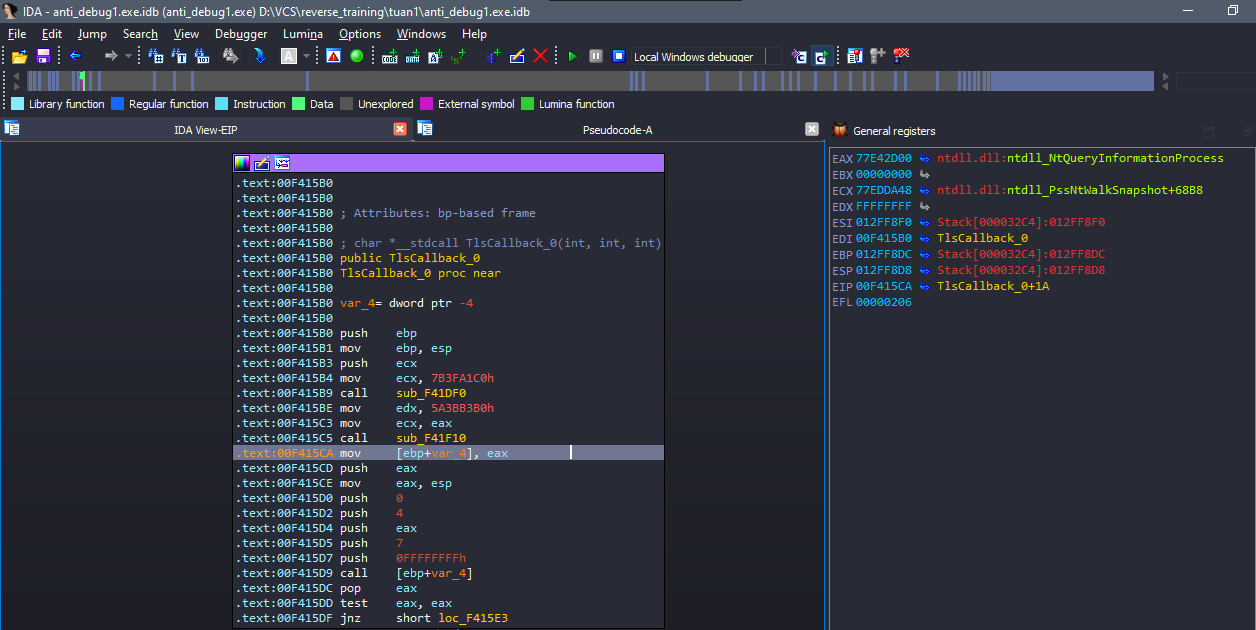 IDA - anti_debug1.exe.idb (anti_debug1.exe) D:\VCS\reverse_training\tuan1\anti_debug1.exe.idb
File Edit Jump Search View Debugger Lumina Options Windows Help
Local Windows debugger
Library function Regular function Instruction Data Unexplored External symbol Lumina function
IDA View-EIP Pseudocode-A General registers
.text:00F415B0
.text:00F415B0
.text:00F415B0 ; Attributes: bp-based frame
.text:00F415B0
.text:00F415B0 ; char *__stdcall TlsCallback_0(int, int, int)
.text:00F415B0 public TlsCallback_0
.text:00F415B0 TlsCallback_0 proc near
.text:00F415B0
.text:00F415B0 var_4= dword ptr -4
.text:00F415B0
.text:00F415B0 push ebp
.text:00F415B1 mov ebp, esp
.text:00F415B3 push ecx
.text:00F415B4 mov ecx, 7B3FA1C0h
.text:00F415B9 call sub_F41DF0
.text:00F415BE mov edx, 5A3BB3B0h
.text:00F415C3 mov ecx, eax
.text:00F415C5 call sub_F41F10
.text:00F415CA mov [ebp+var_4], eax
.text:00F415CD push eax
.text:00F415CE mov eax, esp
.text:00F415D0 push 0
.text:00F415D2 push 4
.text:00F415D4 push eax
.text:00F415D5 push 7
.text:00F415D7 push 0FFFFFFFFh
.text:00F415D9 call [ebp+var_4]
.text:00F415DC pop eax
.text:00F415DD test eax, eax
.text:00F415DF jnz short loc_F415E3
EAX 77E42D00 ntdll.dll:ntdll_NtQueryInformationProcess
EBX 00000000
ECX 77EDDA48 ntdll.dll:ntdll_PssNtWalkSnapshot+68B8
EDX FFFFFFFF
ESI 012FF8F0 Stack[000032C4]:012FF8F0
EDI 00F415B0 TlsCallback_0
EBP 012FF8DC Stack[000032C4]:012FF8DC
ESP 012FF8D8 Stack[000032C4]:012FF8D8
EIP 00F415CA TlsCallback_0+1A
EFL 00000206